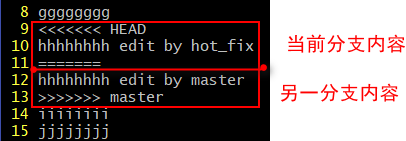 8 gggggggg
9 <<<<<<< HEAD
10 hhhhhhhh edit by hot_fix
11 =======
12 hhhhhhhh edit by master
13 >>>>>>> master
14 iiiiiiii
15 jjjjjjjj
当前分支内容
另一分支内容